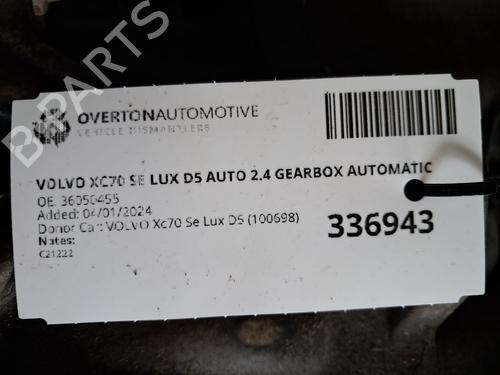 B-PARTS
OVERTONAUTOMOTIVE
VEHICLE DISMANTLERS
VOLVO XC70 SE LUX D5 AUTO 2.4 GEARBOX AUTOMATIC
OE: 36050455
Added: 04/01/2024
Donor Car: VOLVO Xc70 Se Lux D5 (100698)
Notes:
C21222
336943